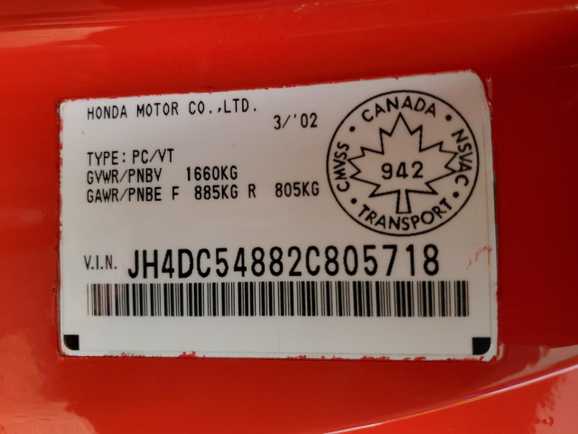 HONDA MOTOR CO.,LTD.
3/'02
TYPE: PC/VT
GVWR/PNBV 1660KG
GAWR/PNBE F 885KG R 805KG
CANADA
CMVSS
942
NSVAC
TRANSPORT
V.I.N. JH4DC54882C805718